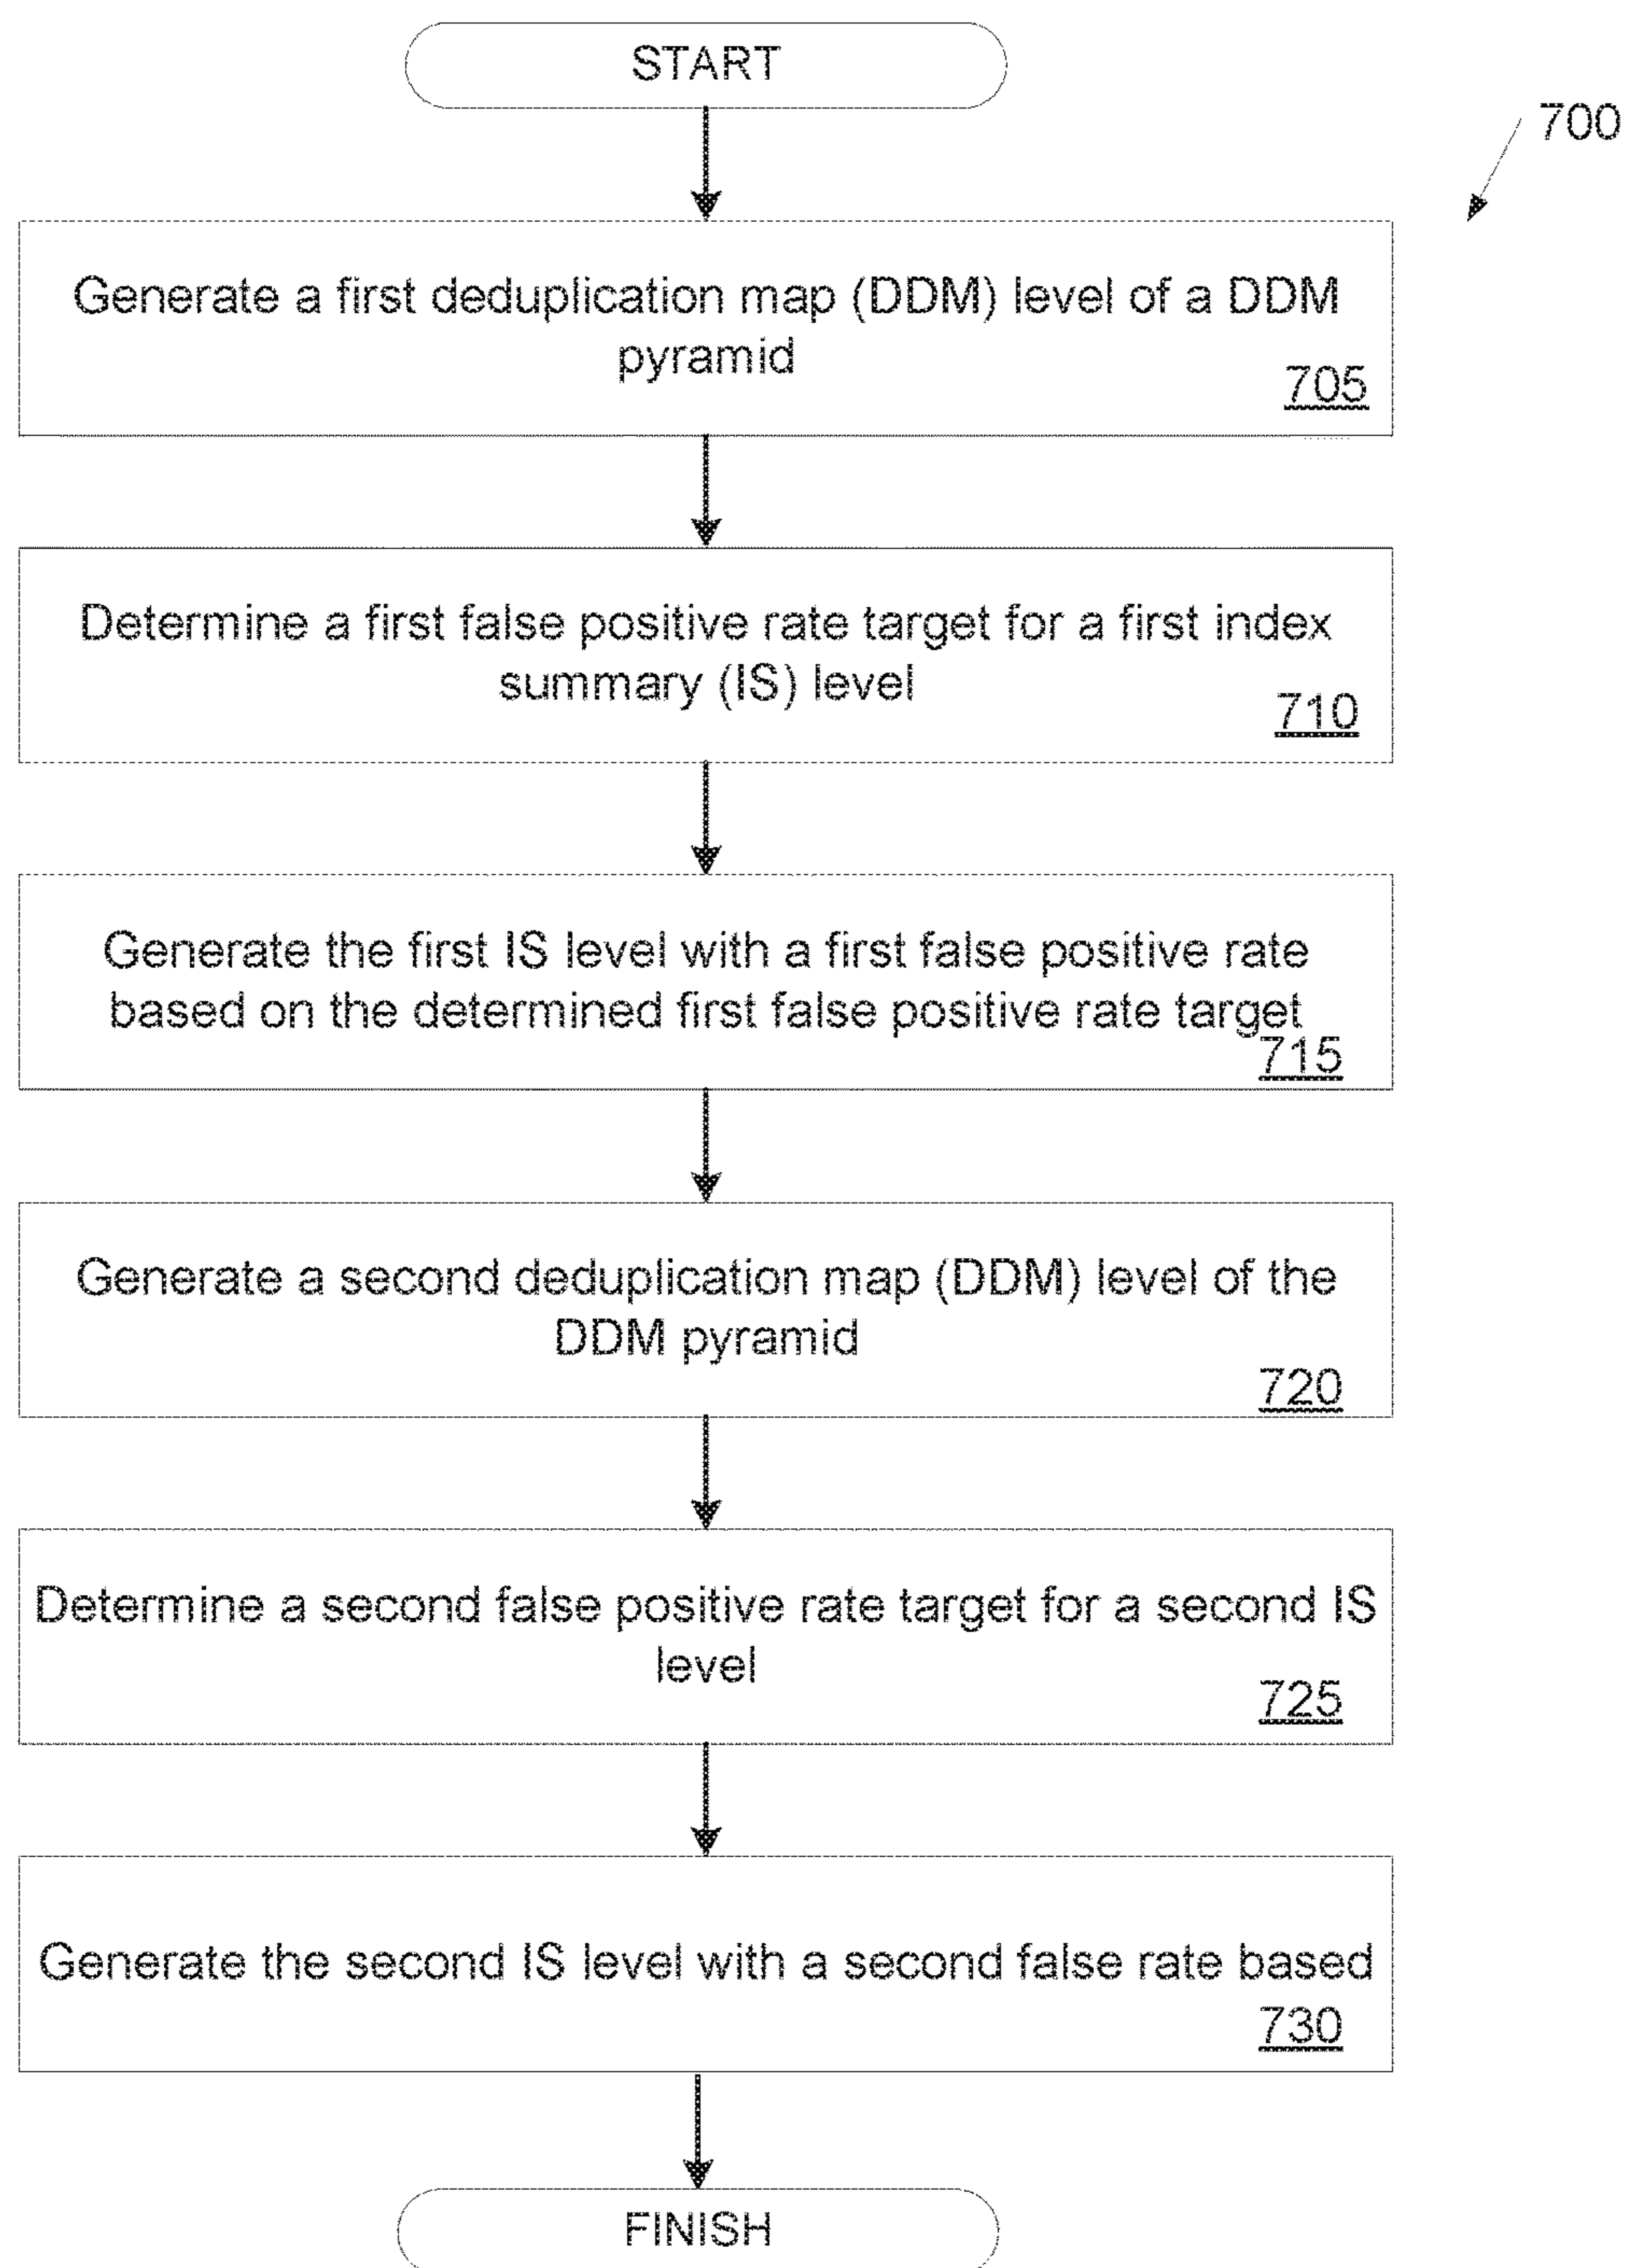 START
700
Generate a first deduplication map (DDM) level of a DDM
pyramid
705
Determine a first false positive rate target for a first index
summary (IS) level
710
Generate the first IS level with a first false positive rate
based on the determined first false positive rate target
715
Generate a second deduplication map (DDM) level of the
DDM pyramid
720
Determine a second false positive rate target for a second IS
level
725
Generate the second IS level with a second false rate based
730
FINISH